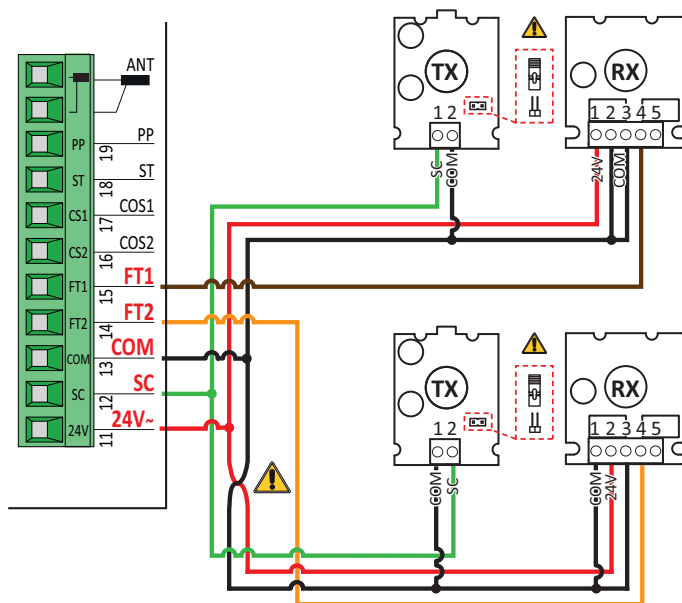 ANT
PP 19 PP
ST 18 ST
CS1 17 COS1
CS2 16 COS2
FT1 15 FT1
FT2 14 FT2
COM 13 COM
SC 12 SC
24V 11 24V~
TX
1 2
SC COM
RX
1 2 3 4 5
24V COM
TX
1 2
COM SC
RX
1 2 3 4 5
COM 24V